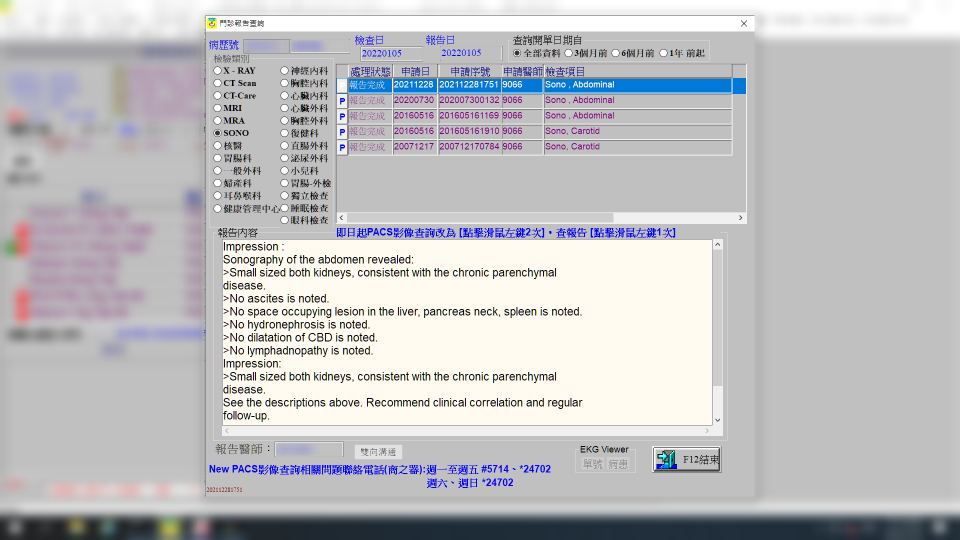 門診報告查詢
病歷號
檢查日
報告日
查詢開單日期自
20220105
20220105
全部資料 3個月前 6個月前 1年 前起
檢驗類別
X - RAY 神經內科
CT Scan 胸腔內科
CT-Care 心臟內科
MRI 心臟外科
MRA 胸腔外科
SONO 復健科
核醫 直腸外科
胃腸科 泌尿外科
一般外科 小兒科
婦產科 胃腸-外檢
耳鼻喉科 獨立檢查
健康管理中心 睡眠檢查
眼科檢查
處理狀態 申請日 申請序號 申請醫師 檢查項目
報告完成 20211228 202112281751 9066 Sono , Abdominal
P 報告完成 20200730 202007300132 9066 Sono , Abdominal
P 報告完成 20160516 201605161169 9066 Sono , Abdominal
P 報告完成 20160516 201605161910 9066 Sono, Carotid
P 報告完成 20071217 200712170784 9066 Sono, Carotid
報告內容
即日起PACS影像查詢改為 [點擊滑鼠左鍵2次]，查報告 [點擊滑鼠左鍵1次]
Impression :
Sonography of the abdomen revealed:
>Small sized both kidneys, consistent with the chronic parenchymal
disease.
>No ascites is noted.
>No space occupying lesion in the liver, pancreas neck, spleen is noted.
>No hydronephrosis is noted.
>No dilatation of CBD is noted.
>No lymphadnopathy is noted.
Impression:
>Small sized both kidneys, consistent with the chronic parenchymal
disease.
See the descriptions above. Recommend clinical correlation and regular
follow-up.
報告醫師：
雙向溝通
EKG Viewer
單號 病患
F12結束
New PACS影像查詢相關問題聯絡電話(商之器):週一至週五 #5714、*24702
週六、週日 *24702
202112281751